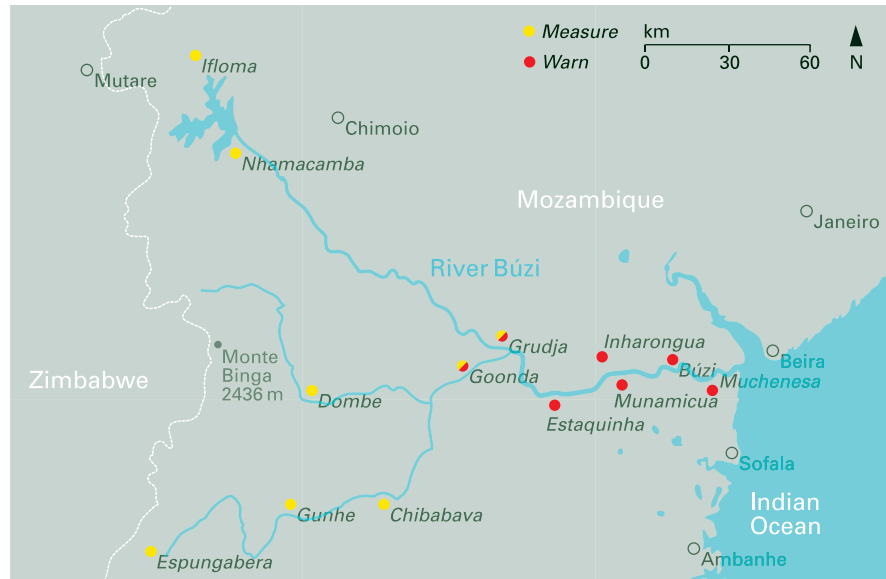 Measure
km
Warn
0
30
60
N
Ifloma
Mutare
Chimoio
Nhamacamba
Mozambique
Janeiro
River Búzi
Grudja
Inharongua
Monte
Binga
2436 m
Goonda
Búzi
Beira
Zimbabwe
Dombe
Munamicua
Muchenesa
Estaquinha
Sofala
Gunhe
Chibabava
Indian
Ocean
Espungabera
Ambanhe